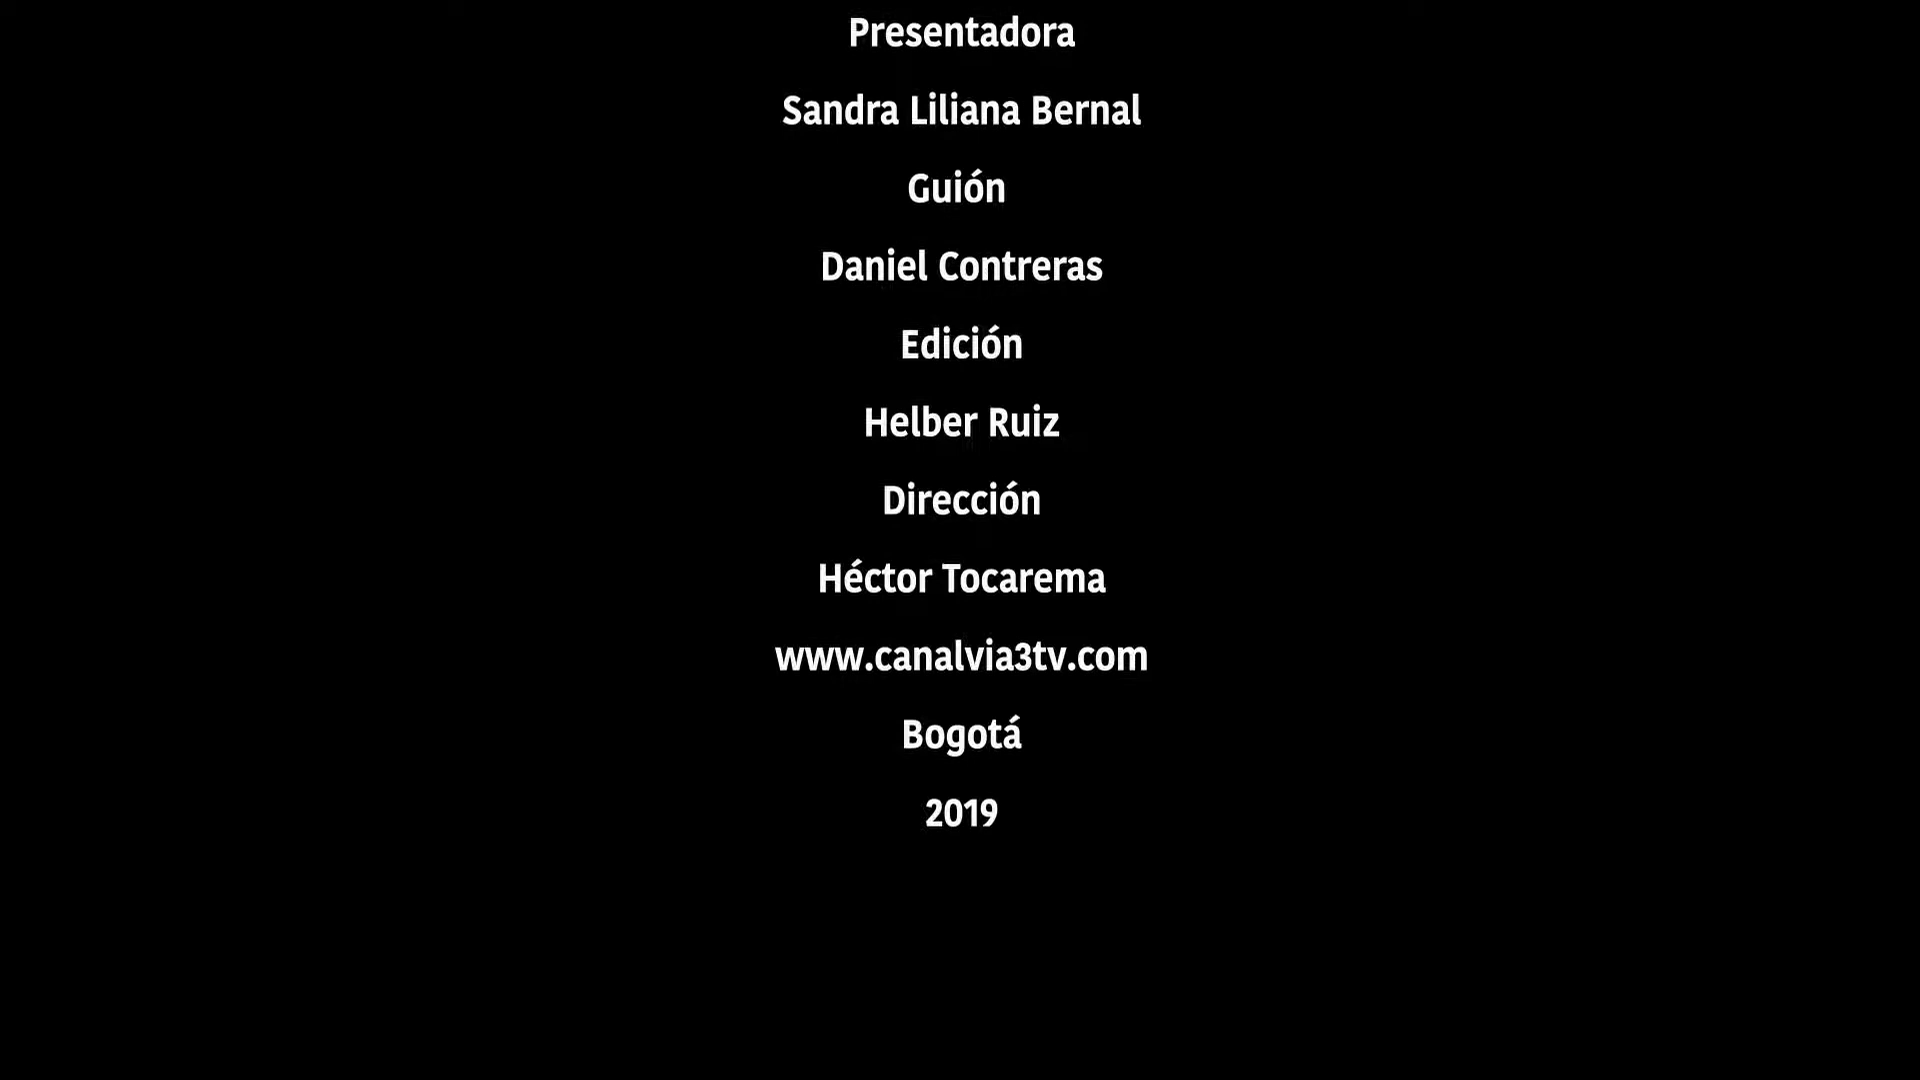 Presentadora
Sandra Liliana Bernal
Guión
Daniel Contreras
Edición
Helber Ruiz
Dirección
Héctor Tocarema
www.canalvia3tv.com
Bogotá
2019